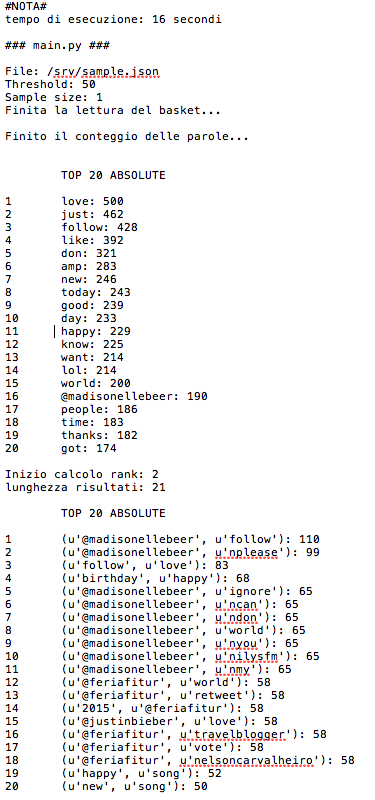 #NOTA#
tempo di esecuzione: 16 secondi
### main.py ###
File: /srv/sample.json
Threshold: 50
Sample size: 1
Finita la lettura del basket...
Finito il conteggio delle parole...
TOP 20 ABSOLUTE
1 love: 500
2 just: 462
3 follow: 428
4 like: 392
5 don: 321
6 amp: 283
7 new: 246
8 today: 243
9 good: 239
10 day: 233
11 happy: 229
12 know: 225
13 want: 214
14 lol: 214
15 world: 200
16 @madisonellebeer: 190
17 people: 186
18 time: 183
19 thanks: 182
20 got: 174
Inizio calcolo rank: 2
lunghezza risultati: 21
TOP 20 ABSOLUTE
1 (u'@madisonellebeer', u'follow'): 110
2 (u'@madisonellebeer', u'nplease'): 99
3 (u'follow', u'love'): 83
4 (u'birthday', u'happy'): 68
5 (u'@madisonellebeer', u'ignore'): 65
6 (u'@madisonellebeer', u'ncan'): 65
7 (u'@madisonellebeer', u'ndon'): 65
8 (u'@madisonellebeer', u'world'): 65
9 (u'@madisonellebeer', u'nyou'): 65
10 (u'@madisonellebeer', u'nilysfm'): 65
11 (u'@madisonellebeer', u'nmy'): 65
12 (u'@feriafitur', u'world'): 58
13 (u'@feriafitur', u'retweet'): 58
14 (u'2015', u'@feriafitur'): 58
15 (u'@justinbieber', u'love'): 58
16 (u'@feriafitur', u'travelblogger'): 58
17 (u'@feriafitur', u'vote'): 58
18 (u'@feriafitur', u'nelsoncarvalheiro'): 58
19 (u'happy', u'song'): 52
20 (u'new', u'song'): 50